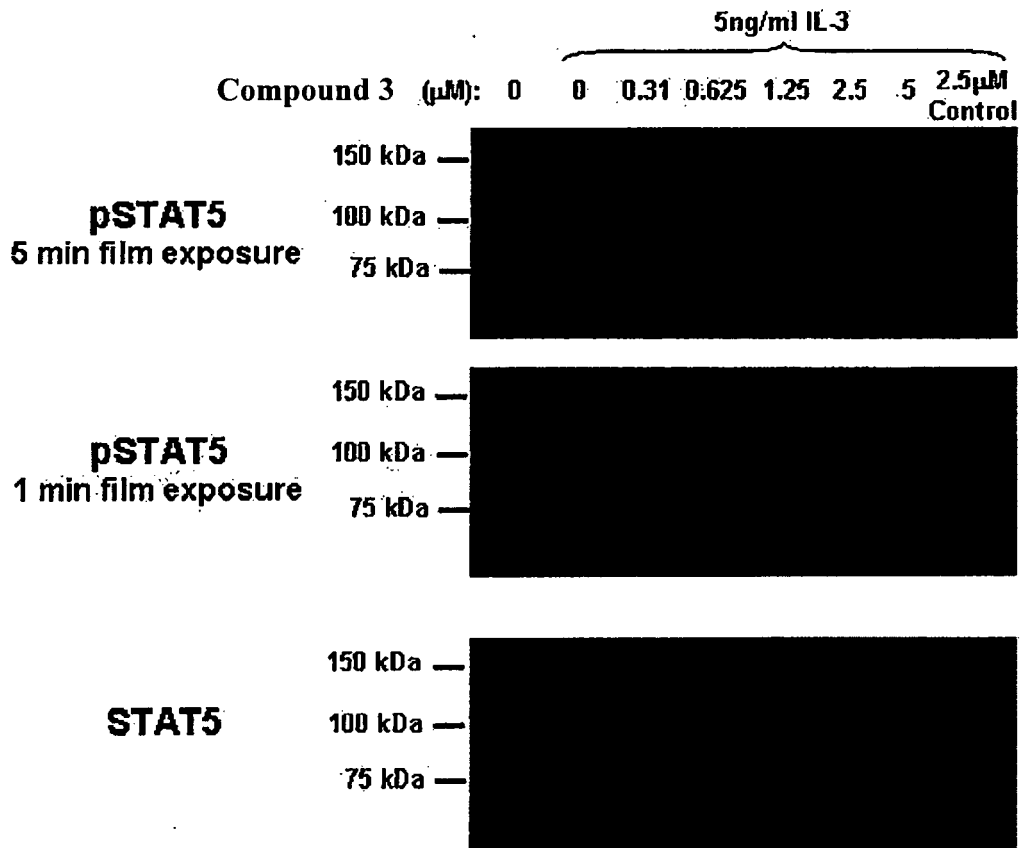 5ng/ml IL-3
Compound 3 (μM): 0 0 0.31 0.625 1.25 2.5 .5 2.5μM
Control
150 kDa
100 kDa
75 kDa
pSTAT5
5 min film exposure
150 kDa
100 kDa
75 kDa
pSTAT5
1 min film exposure
150 kDa
100 kDa
75 kDa
STAT5